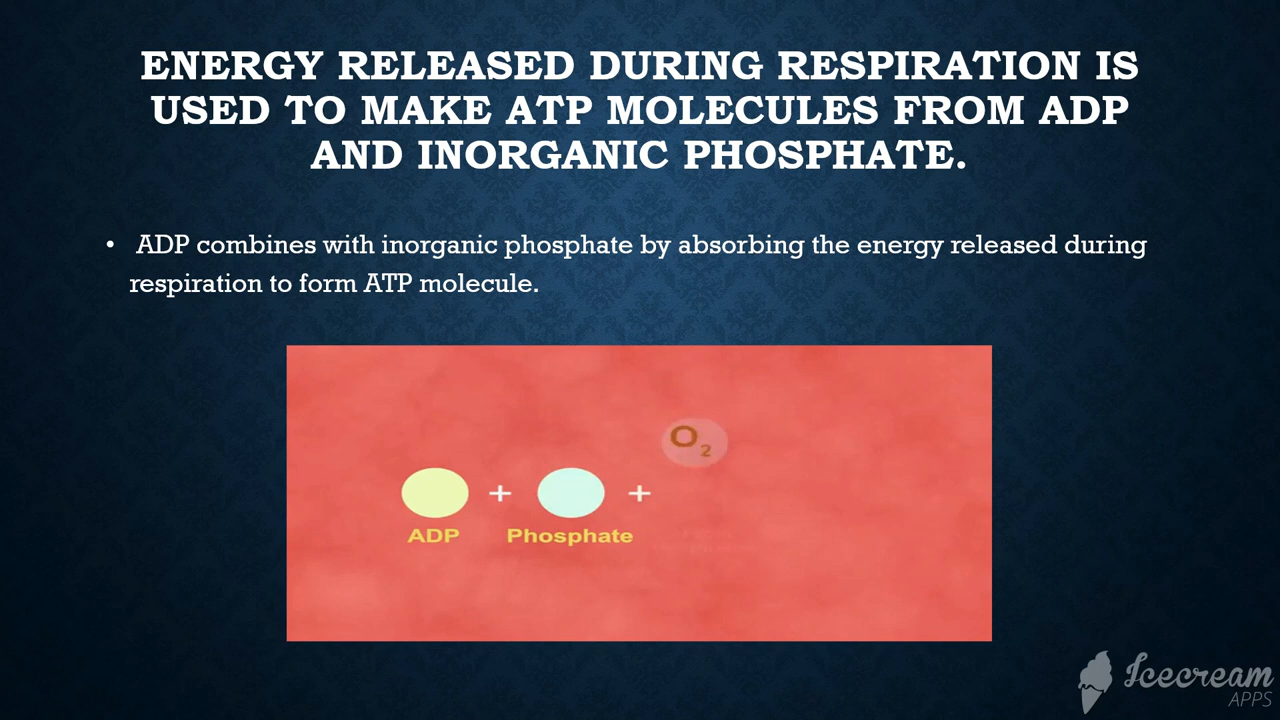 ENERGY RELEASED DURING RESPIRATION IS
USED TO MAKE ATP MOLECULES FROM ADP
AND INORGANIC PHOSPHATE.
• ADP combines with inorganic phosphate by absorbing the energy released during
respiration to form ATP molecule.
O2
+ +
ADP Phosphate
Icecream
APPS